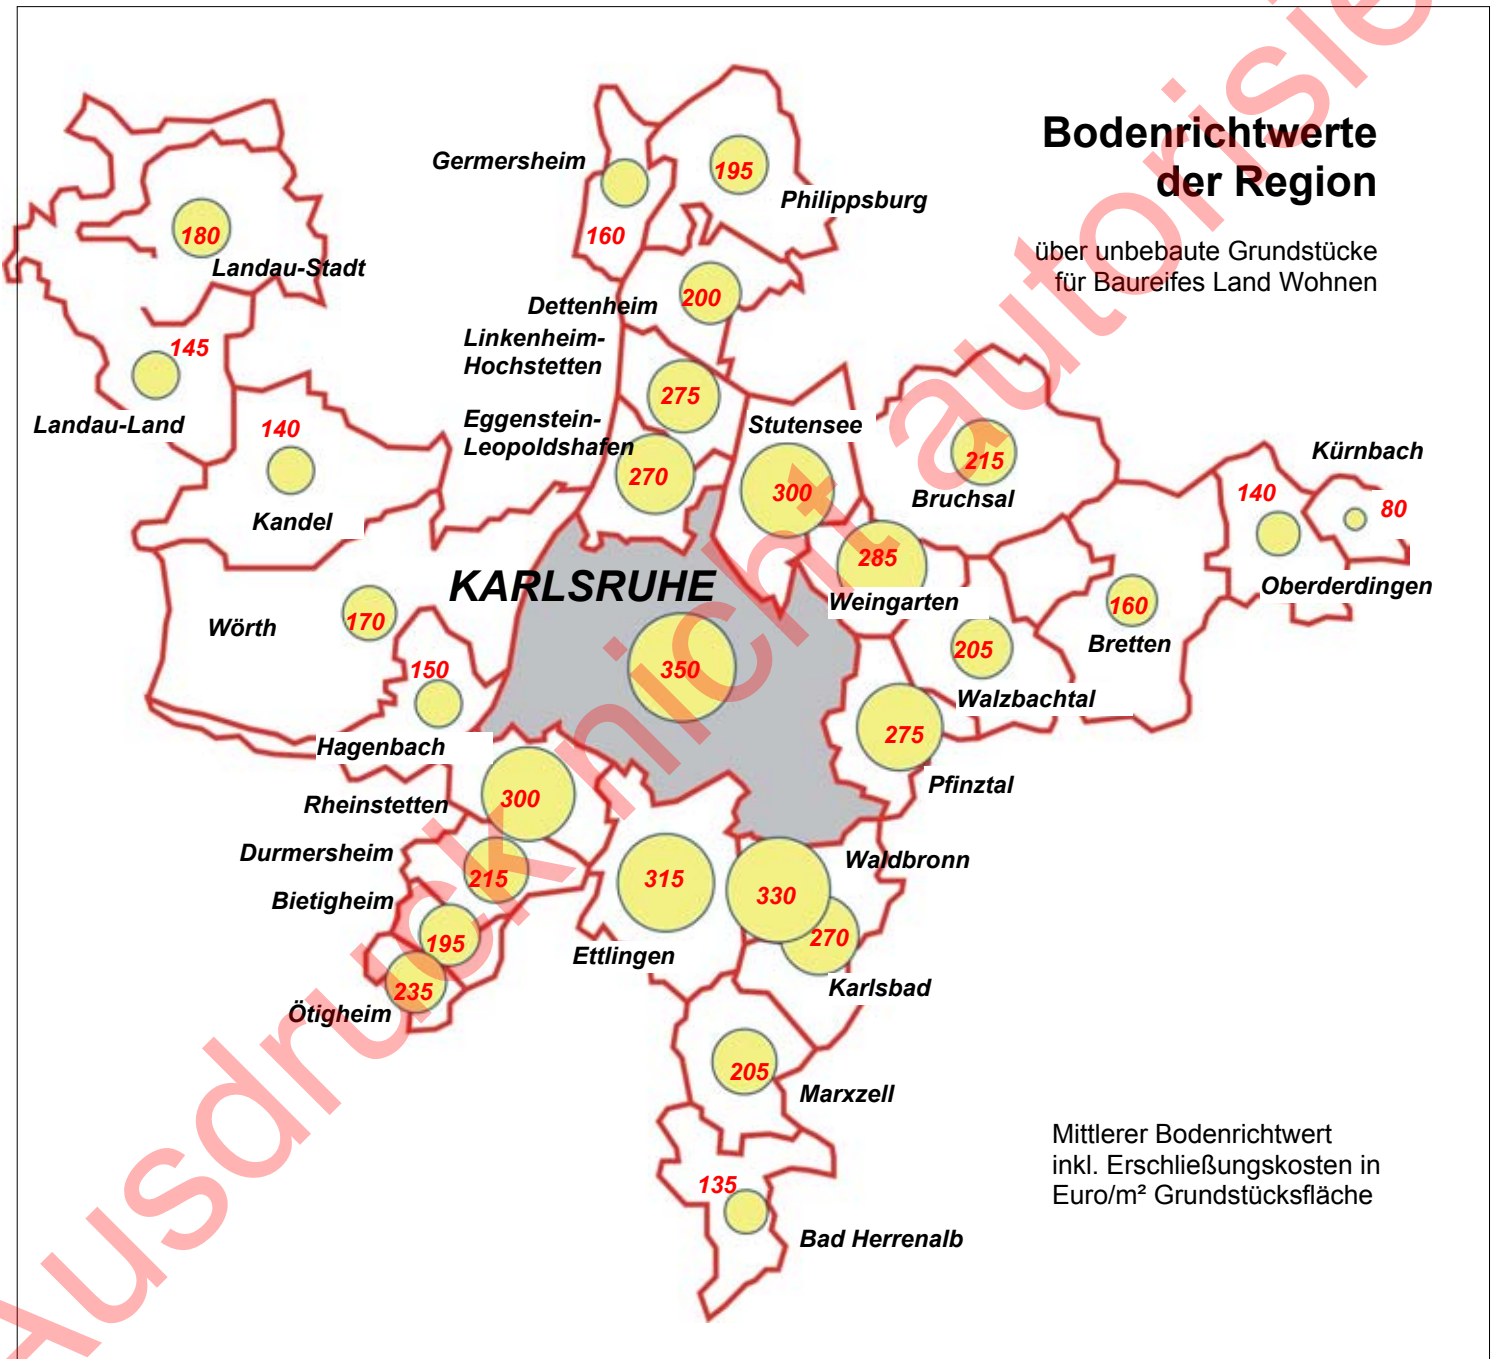 Bodenrichtwerte
der Region
über unbebaute Grundstücke
für Baureifes Land Wohnen
Germersheim
160
195
Philippsburg
180
Landau-Stadt
Dettenheim
200
145
Landau-Land
Linkenheim-
Hochstetten
275
Eggenstein-
Leopoldshafen
270
Stutensee
300
215
Bruchsal
Kürnbach
80
140
Oberderdingen
140
Kandel
285
Weingarten
160
Bretten
KARLSRUHE
350
Wörth
170
150
Hagenbach
205
Walzbachtal
275
Pfinztal
Rheinstetten
300
Durmersheim
215
Bietigheim
195
Ötigheim
235
315
Ettlingen
Waldbronn
330
270
Karlsbad
205
Marxzell
135
Bad Herrenalb
Mittlerer Bodenrichtwert
inkl. Erschließungskosten in
Euro/m² Grundstücksfläche
Ausdruck nicht autorisie